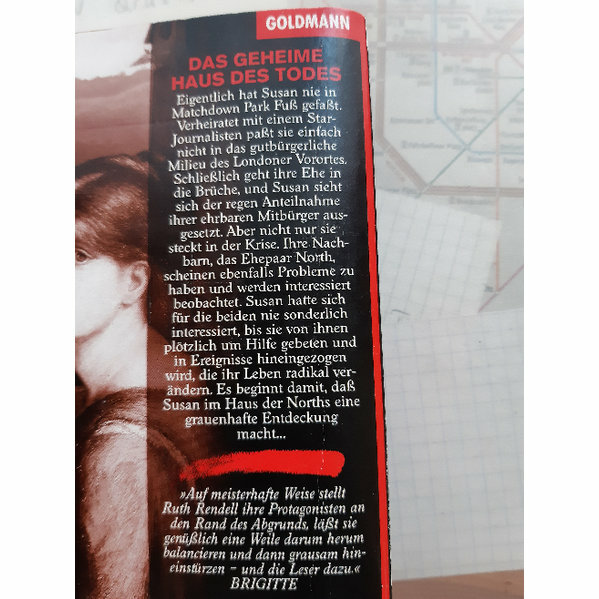 GOLDMANN
DAS GEHEIME
HAUS DES TODES
Eigentlich hat Susan nie in
Matchdown Park Fuß gefaßt.
Verheiratet mit einem Star-
Journalisten paßt sie einfach
nicht in das gutbürgerliche
Milieu des Londoner Vorortes.
Schließlich geht ihre Ehe in
die Brüche, und Susan sieht
sich der regen Anteilnahme
ihrer ehrbaren Mitbürger aus-
gesetzt. Aber nicht nur sie
steckt in der Krise. Ihre Nach-
barn, das Ehepaar North,
scheinen ebenfalls Probleme zu
haben und werden interessiert
beobachtet. Susan hatte sich
für die beiden nie sonderlich
interessiert, bis sie von ihnen
plötzlich um Hilfe gebeten und
in Ereignisse hineingezogen
wird, die ihr Leben radikal ver-
ändern. Es beginnt damit, daß
Susan im Haus der Norths eine
grauenhafte Entdeckung
macht...
»Auf meisterhafte Weise stellt
Ruth Rendell ihre Protagonisten an
den Rand des Abgrunds, läßt sie
genüßlich eine Weile darum herum
balancieren und dann grausam hin-
einstürzen – und die Leser dazu.«
BRIGITTE